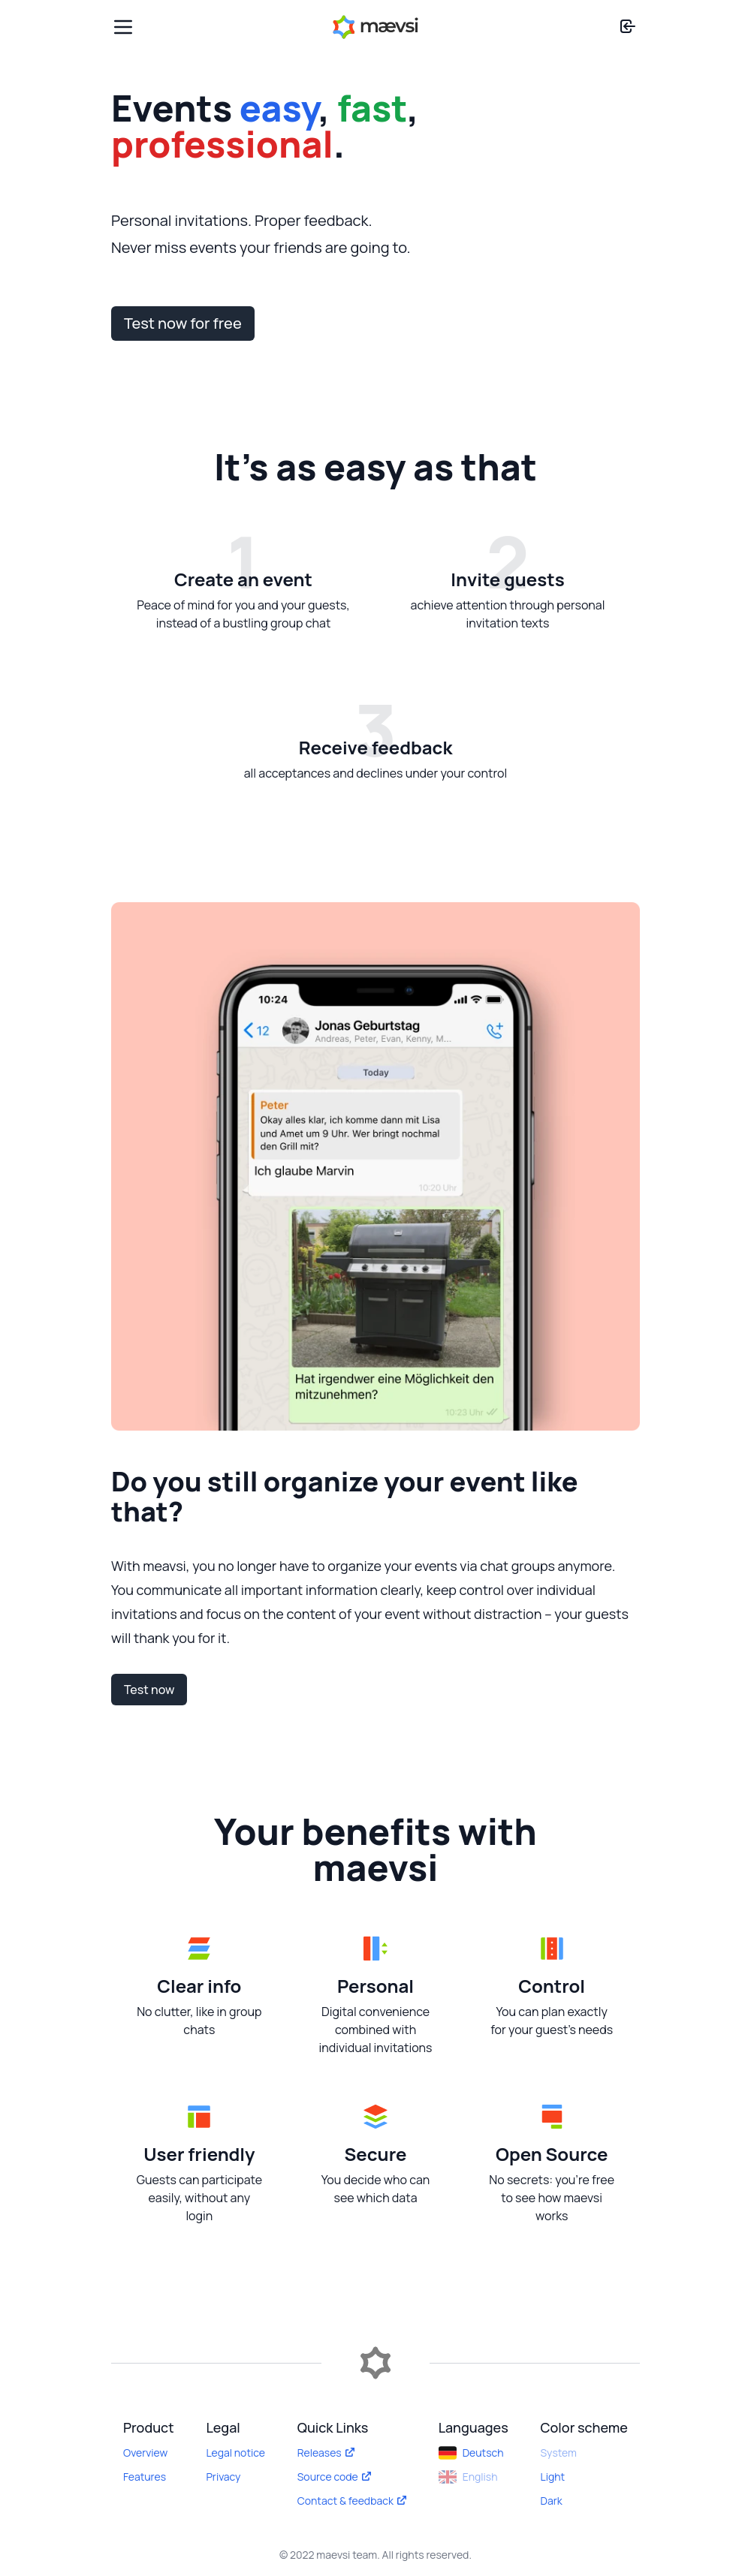 mævsi
Events easy, fast,
professional.
Personal invitations. Proper feedback.
Never miss events your friends are going to.
Test now for free
It's as easy as that
1
Create an event
Peace of mind for you and your guests,
instead of a bustling group chat
2
Invite guests
achieve attention through personal
invitation texts
3
Receive feedback
all acceptances and declines under your control
10:24
12
Jonas Geburtstag
Andreas, Peter, Evan, Kenny, M...
Today
Peter
Okay alles klar, ich komme dann mit Lisa
und Amet um 9 Uhr. Wer bringt nochmal
den Grill mit?
Ich glaube Marvin
10:20 Uhr
Hat irgendwer eine Möglichkeit den
mitzunehmen?
10:23 Uhr
Do you still organize your event like
that?
With meavsi, you no longer have to organize your events via chat groups anymore.
You communicate all important information clearly, keep control over individual
invitations and focus on the content of your event without distraction – your guests
will thank you for it.
Test now
Your benefits with
maevsi
Clear info
No clutter, like in group
chats
Personal
Digital convenience
combined with
individual invitations
Control
You can plan exactly
for your guest's needs
User friendly
Guests can participate
easily, without any
login
Secure
You decide who can
see which data
Open Source
No secrets: you're free
to see how maevsi
works
Product
Overview
Features
Legal
Legal notice
Privacy
Quick Links
Releases
Source code
Contact & feedback
Languages
Deutsch
English
Color scheme
System
Light
Dark
© 2022 maevsi team. All rights reserved.